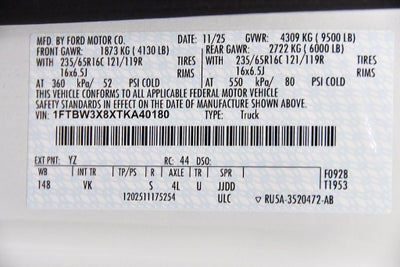 MFD. BY FORD MOTOR CO. 11/25 GVWR: 4309 KG (9500 LB)
FRONT GAWR: 1873 KG (4130 LB) REAR GAWR: 2722 KG (6000 LB)
WITH 235/65R16C 121/119R TIRES WITH 235/65R16C 121/119R TIRES
16x6.5J RIMS 16x6.5J RIMS
AT 360 kPa/ 52 PSI COLD AT 550 kPa/ 80 PSI COLD
THIS VEHICLE CONFORMS TO ALL APPLICABLE FEDERAL MOTOR VEHICLE
SAFETY STANDARDS IN EFFECT ON THE DATE OF MANUFACTURE SHOWN ABOVE.
VIN: 1FTBW3X8XTKA40180 TYPE: Truck
EXT PNT: YZ RC: 44 DSO:
WB INT TR TP/PS R AXLE TR SPR F0928
148 VK S 4L U JJDD T1953
1202511175254 ULC RU5A-3520472-AB